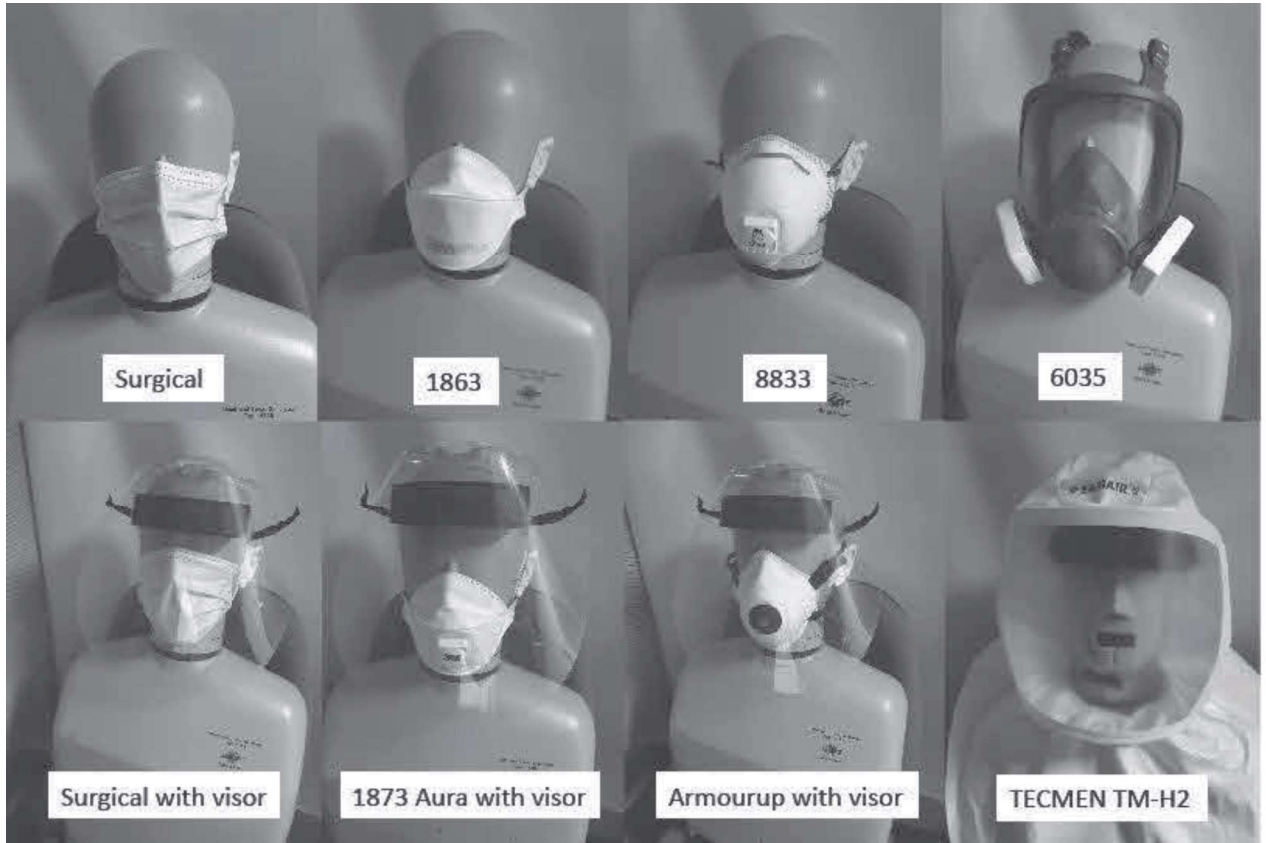 Surgical
1863
8833
6035
Surgical with visor
1873 Aura with visor
Armourup with visor
TECMEN TM-H2